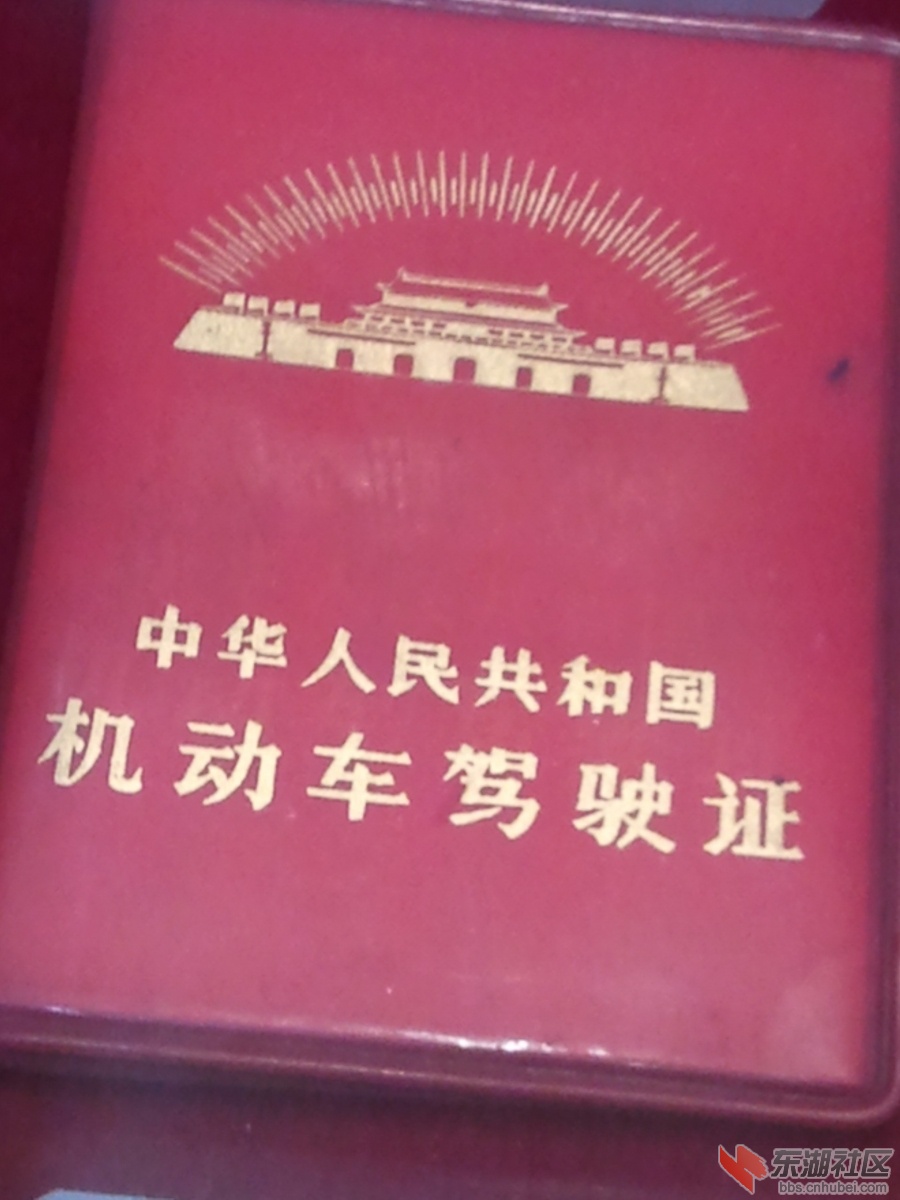 中华人民共和国
机动车驾驶证
东湖社区
bbs.cnhubei.com